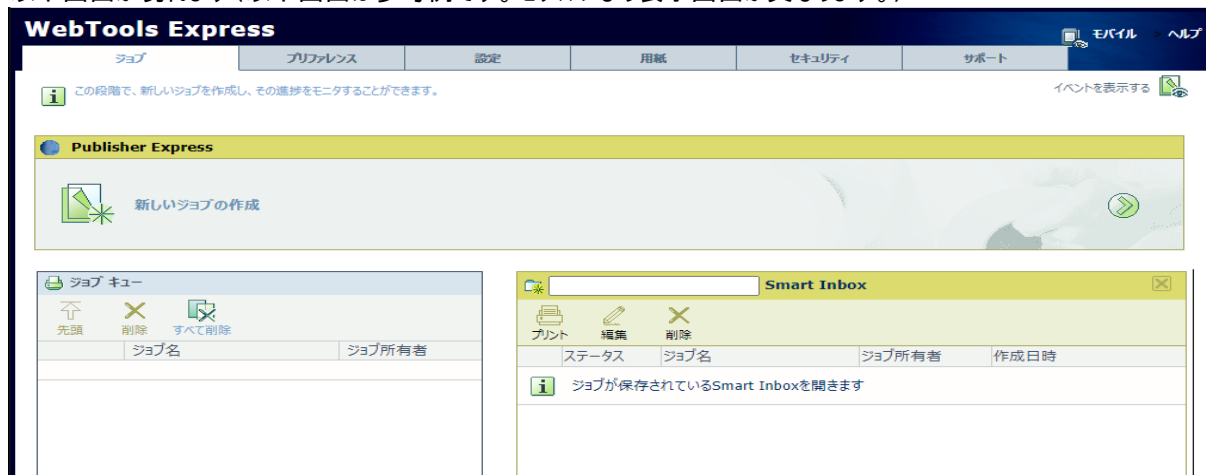 WebTools Express
モバイル
ヘルプ
ジョブ
プリファレンス
設定
用紙
セキュリティ
サポート
この段階で、新しいジョブを作成し、その進捗をモニタすることができます。
イベントを表示する
Publisher Express
新しいジョブの作成
ジョブ キュー
先頭
削除
すべて削除
ジョブ名
ジョブ所有者
Smart Inbox
プリント
編集
削除
ステータス
ジョブ名
ジョブ所有者
作成日時
ジョブが保存されているSmart Inboxを開きます